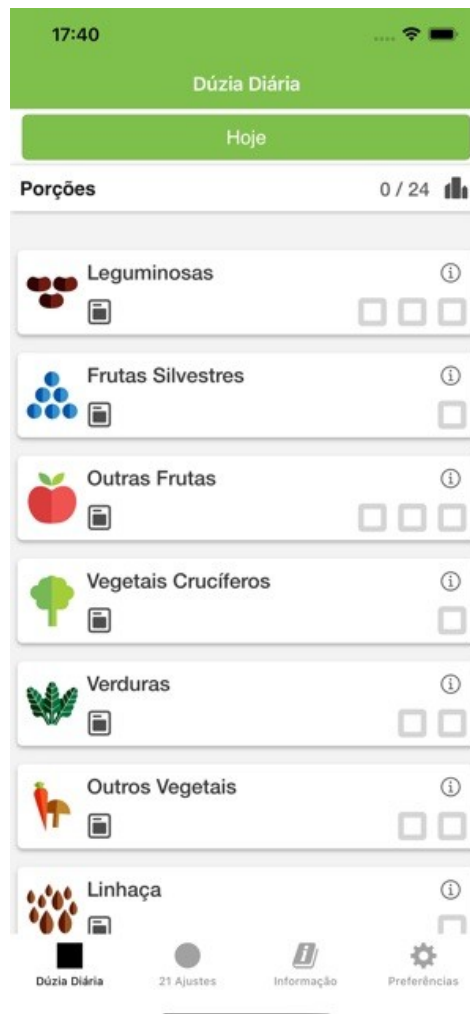 17:40
Dúzia Diária
Hoje
Porções 0 / 24
Leguminosas
Frutas Silvestres
Outras Frutas
Vegetais Crucíferos
Verduras
Outros Vegetais
Linhaça
Dúzia Diária 21 Ajustes Informação Preferências